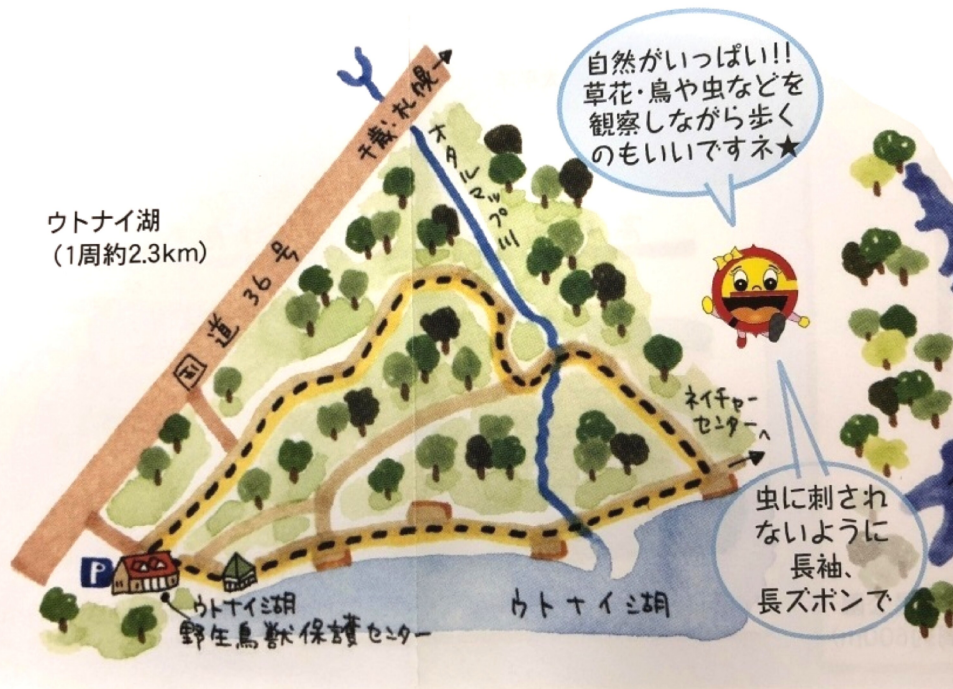 自然がいっぱい!!
草花・鳥や虫などを
観察しながら歩く
のもいいですネ★
千歳・札幌
オタルマップ川
ウトナイ湖
(1周約2.3km)
国道36号
ネイチャー
センターへ
虫に刺され
ないように
長袖、
長ズボンで
P
ウトナイ湖
野生鳥獣保護センター
ウトナイ湖